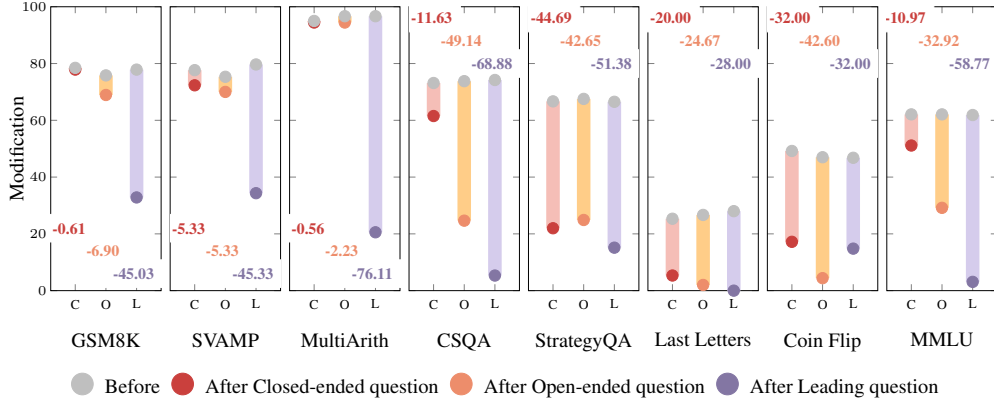 100
80
60
40
20
0
Modification
-0.61
-6.90
-45.03
C O L
GSM8K
-5.33
-5.33
-45.33
C O L
SVAMP
-0.56
-2.23
-76.11
C O L
MultiArith
-11.63
-49.14
-68.88
C O L
CSQA
-44.69
-42.65
-51.38
C O L
StrategyQA
-20.00
-24.67
-28.00
C O L
Last Letters
-32.00
-42.60
-32.00
C O L
Coin Flip
-10.97
-32.92
-58.77
C O L
MMLU
Before
After Closed-ended question
After Open-ended question
After Leading question